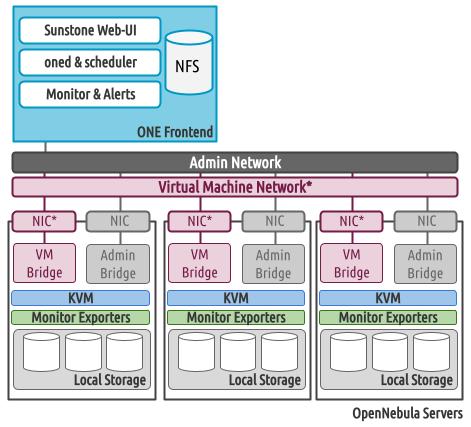 Sunstone Web-UI
oned & scheduler
NFS
Monitor & Alerts
ONE Frontend
Admin Network
Virtual Machine Network*
NIC* NIC NIC* NIC NIC* NIC
VM Admin VM Admin VM Admin
Bridge Bridge Bridge Bridge Bridge Bridge
KVM KVM KVM
Monitor Exporters Monitor Exporters Monitor Exporters
Local Storage Local Storage Local Storage
OpenNebula Servers